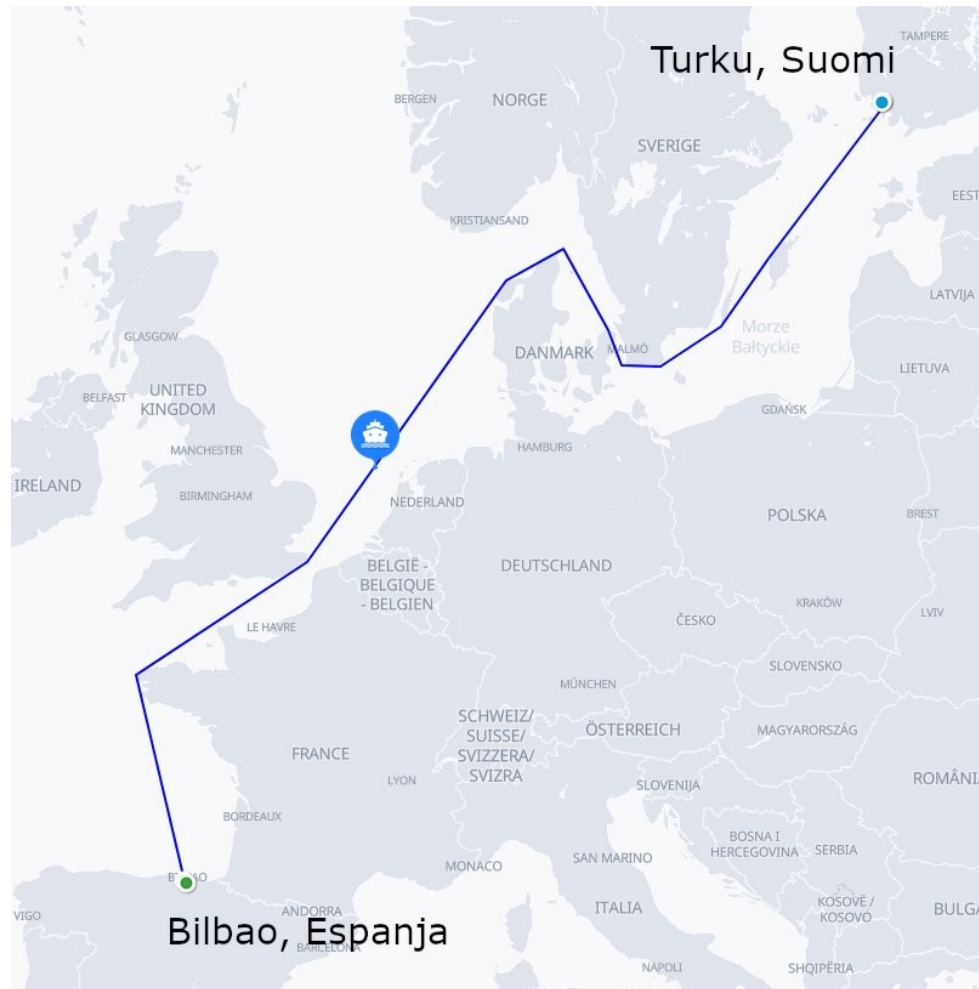 TAMPERE
Turku, Suomi
BERGEN
NORGE
SVERIGE
EEST
KRISTIANSAND
LATVIJA
Morze
Bałtyckie
GLASGOW
DANMARK
MALMÖ
LIETUVA
UNITED
KINGDOM
BELFAST
GDAŃSK
MANCHESTER
HAMBURG
IRELAND
BIRMINGHAM
NEDERLAND
POLSKA
BREST
BELGIË -
BELGIQUE
- BELGIEN
DEUTSCHLAND
KRAKÓW
LVIV
LE HAVRE
ČESKO
SLOVENSKO
MÜNCHEN
SCHWEIZ/
SUISSE/
SVIZZERA/
SVIZRA
ÖSTERREICH
MAGYARORSZÁG
FRANCE
LYON
SLOVENIJA
ROMÂNI
BORDEAUX
BOSNA I
HERCEGOVINA
SERBIA
MONACO
SAN MARINO
VIGO
ANDORRA
ITALIA
KOSOVË /
KOSOVO
BULG
Bilbao, Espanja
BARCELONA
NAPOLI
SHQIPËRIA